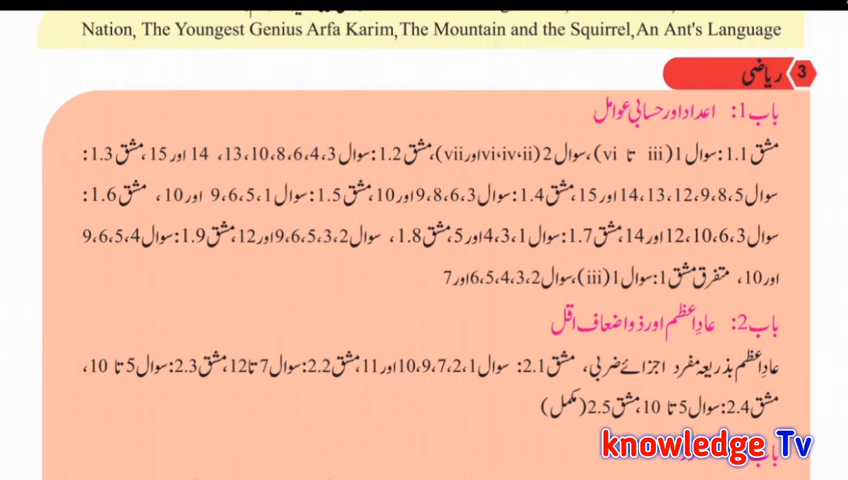 Nation, The Youngest Genius Arfa Karim,The Mountain and the Squirrel,An Ant's Language
3 ریاضی
باب 1: اعداد اور حسابی عوامل
مشق 1.1: سوال 1(iii تا vi)، سوال 2(ii،iv،vi اور vii)، مشق 1.2: سوال 3،4،6،8،10،13، 14 اور 15، مشق 1.3:
سوال 5،8،9،12،13،14 اور 15، مشق 1.4: سوال 3،6،8،9 اور 10، مشق 1.5: سوال 1،5،6،9 اور 10، مشق 1.6:
سوال 3،6،10،12 اور 14، مشق 1.7: سوال 1،3،4 اور 5، مشق 1.8، سوال 2،3،5،6،9 اور 12، مشق 1.9: سوال 4،5،6،9
اور 10، متفرق مشق 1: سوال 1(iii)، سوال 2،3،4،5،6 اور 7
باب 2: عادِ اعظم اور ذواضعاف اقل
عادِ اعظم بذریعہ مفرد اجزائے ضربی، مشق 2.1: سوال 1،2،7،9،10 اور 11، مشق 2.2: سوال 7 تا 12، مشق 2.3: سوال 5 تا 10،
مشق 2.4: سوال 5 تا 10، مشق 2.5(مکمل)
knowledge Tv